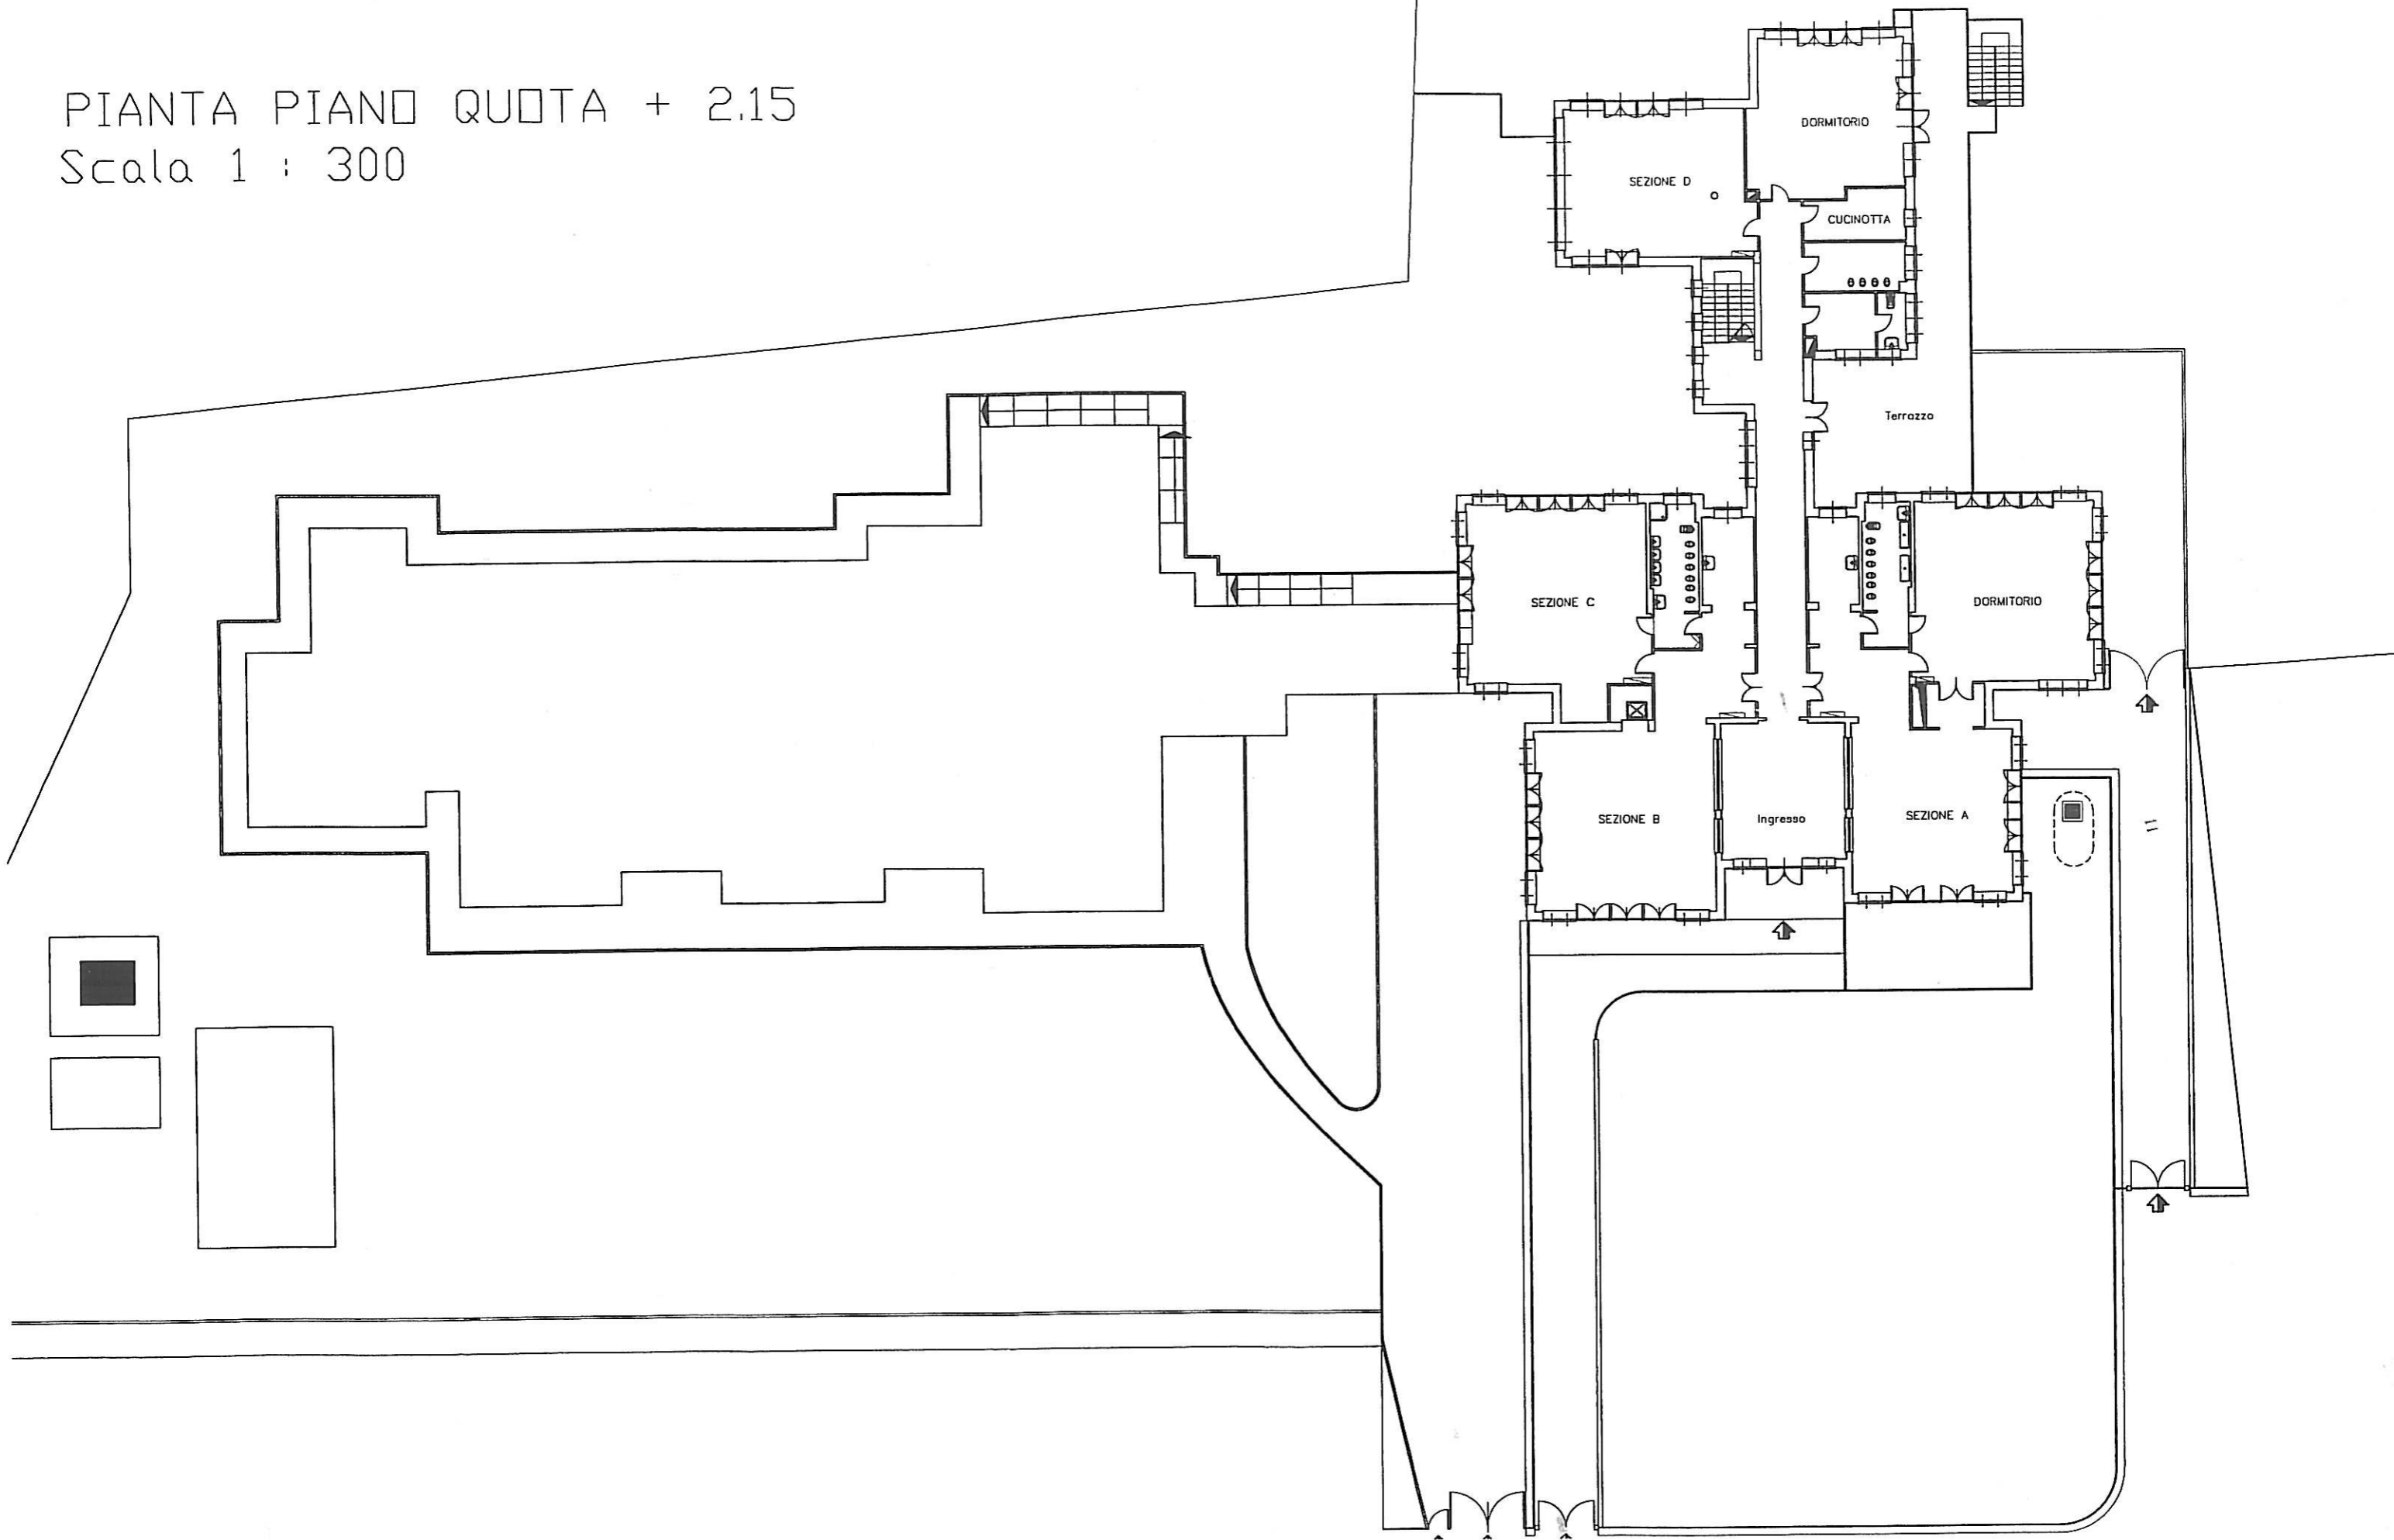 PIANTA PIANO QUOTA + 2.15
Scala 1 : 300
DORMITORIO
SEZIONE D
CUCINOTTA
Terrazzo
SEZIONE C
DORMITORIO
SEZIONE B
Ingresso
SEZIONE A